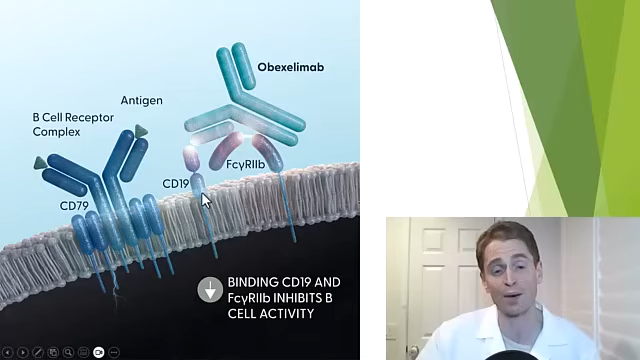 Obexelimab
Antigen
B Cell Receptor
Complex
FcγRIIb
CD19
CD79
BINDING CD19 AND
FcγRIIb INHIBITS B
CELL ACTIVITY